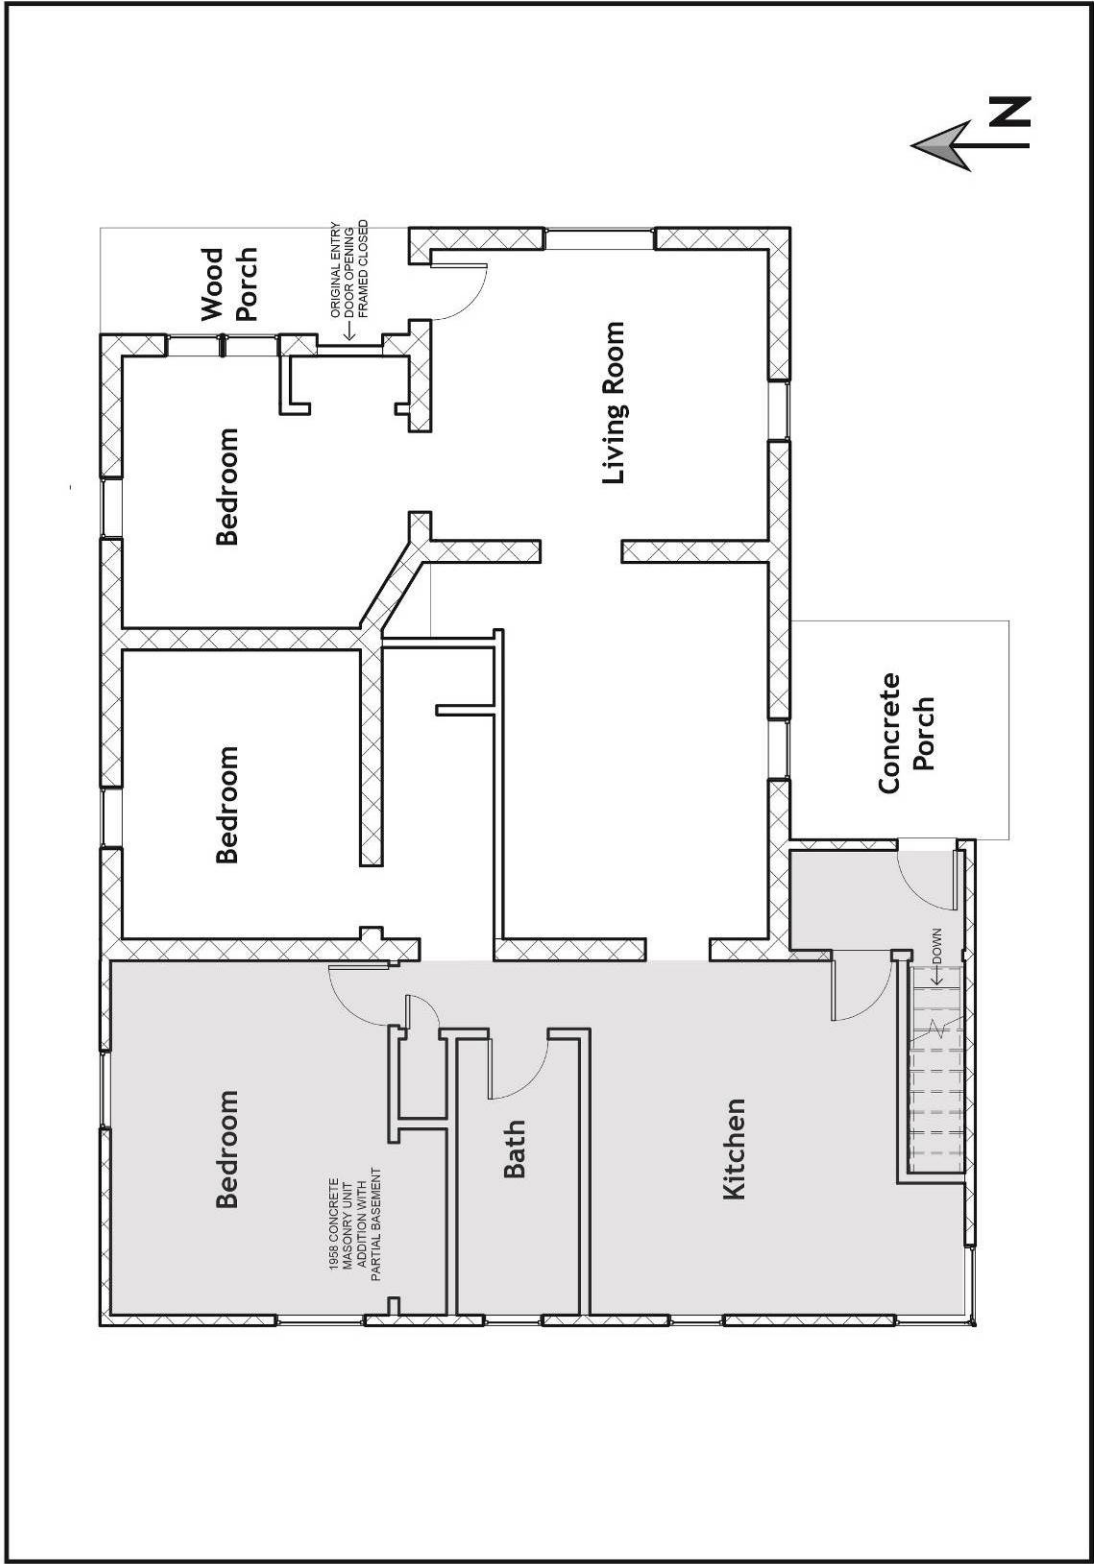 N
Wood
Porch
ORIGINAL ENTRY
DOOR OPENING
FRAMED CLOSED
Bedroom
Living Room
Bedroom
Concrete
Porch
DOWN
Bedroom
1958 CONCRETE
MASONRY UNIT
ADDITION WITH
PARTIAL BASEMENT
Bath
Kitchen